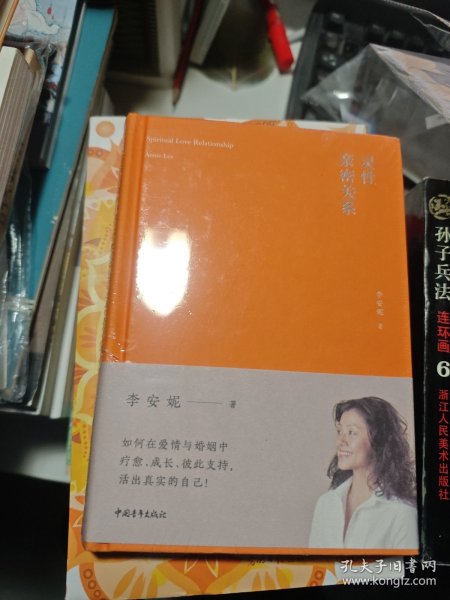 Spiritual Love Relationship
Annie Lee
灵性
亲密关系
李安妮 著
李安妮——著
如何在爱情与婚姻中
疗愈、成长、彼此支持，
活出真实的自己！
中国青年出版社
孙子兵法
连环画
6
浙江人民美术出版社
孔夫子旧书网
www.kongfz.com